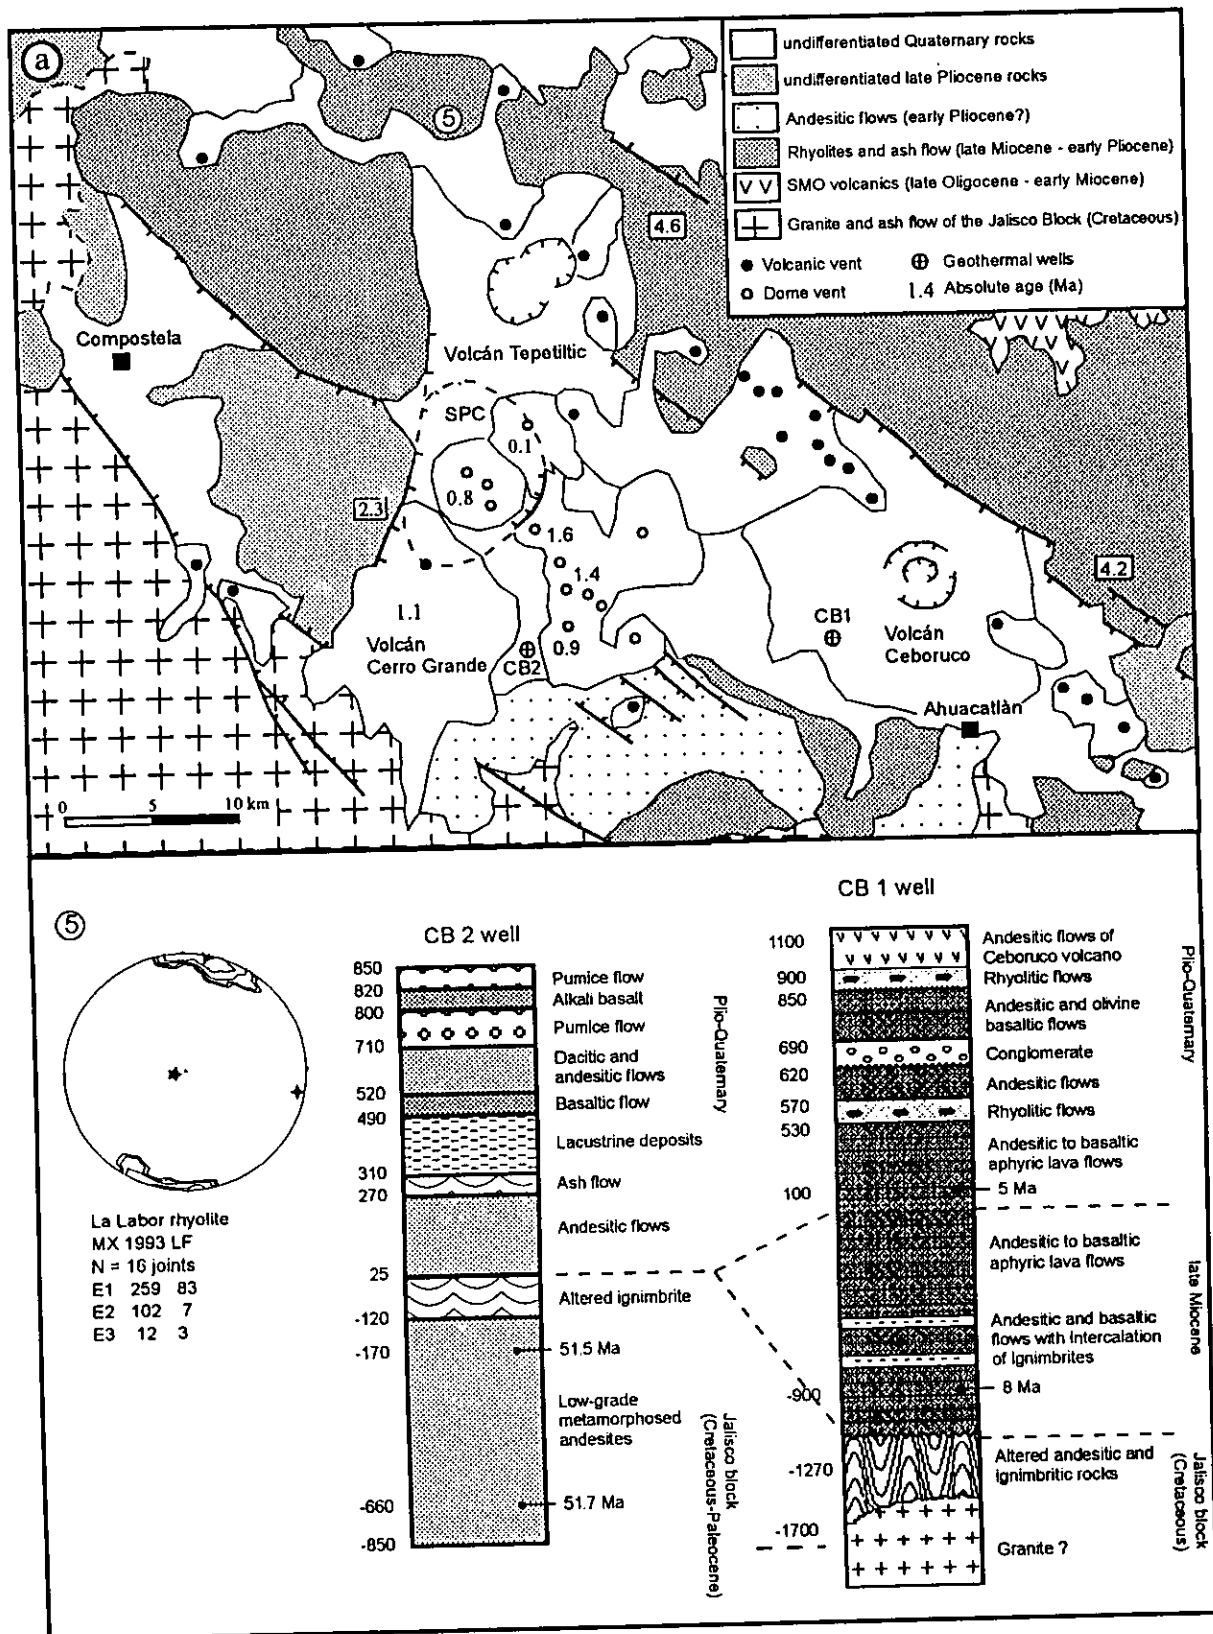 a
undifferentiated Quaternary rocks
undifferentiated late Pliocene rocks
Andesitic flows (early Pliocene?)
Rhyolites and ash flow (late Miocene - early Pliocene)
SMO volcanics (late Oligocene - early Miocene)
Granite and ash flow of the Jalisco Block (Cretaceous)
Volcanic vent
Geothermal wells
Dome vent
1.4 Absolute age (Ma)
5
4.6
Compostela
Volcán Tepetiltic
SPC
0.1
0.8
2.3
1.6
1.4
4.2
1.1
CB1
Volcán
Cerro Grande
Volcán
Ceboruco
CB2
0.9
Ahuacatlàn
0 5 10 km
5
La Labor rhyolite
MX 1993 LF
N = 16 joints
E1 259 83
E2 102 7
E3 12 3
CB 2 well
850
820
800
710
520
490
310
270
25
-120
-170
-660
-850
Pumice flow
Alkali basalt
Pumice flow
Dacitic and
andesitic flows
Basaltic flow
Lacustrine deposits
Ash flow
Andesitic flows
Altered ignimbrite
51.5 Ma
Low-grade
metamorphosed
andesites
51.7 Ma
Plio-Quaternary
Jalisco block
(Cretaceous-Paleocene)
CB 1 well
1100
900
850
690
620
570
530
100
-900
-1270
-1700
Andesitic flows of
Ceboruco volcano
Rhyolitic flows
Andesitic and olivine
basaltic flows
Conglomerate
Andesitic flows
Rhyolitic flows
Andesitic to basaltic
aphyric lava flows
5 Ma
Andesitic to basaltic
aphyric lava flows
Andesitic and basaltic
flows with intercalation
of Ignimbrites
8 Ma
Altered andesitic and
ignimbritic rocks
Granite ?
Plio-Quaternary
late Miocene
Jalisco block
(Cretaceous)